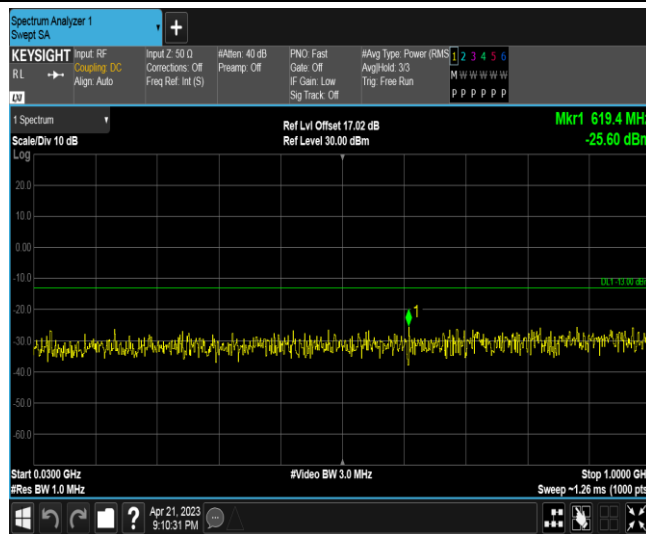 Spectrum Analyzer 1
Swept SA
+
KEYSIGHT Input: RF Input Z: 50 Ω #Atten: 40 dB PNO: Fast #Avg Type: Power (RMS 1 2 3 4 5 6
RL Coupling: DC Corrections: Off Preamp: Off Gate: Off Avg|Hold: 3/3 M W W W W W
Align: Auto Freq Ref: Int (S) IF Gain: Low Trig: Free Run
Sig Track: Off P P P P P P
LXI
1 Spectrum Ref Lvl Offset 17.02 dB Mkr1 619.4 MHz
Scale/Div 10 dB Ref Level 30.00 dBm -25.60 dBm
Log
20.0
10.0
0.00
-10.0
DL1 -13.00 dBm
-20.0
1
-30.0
-40.0
-50.0
-60.0
Start 0.0300 GHz #Video BW 3.0 MHz Stop 1.0000 GH
#Res BW 1.0 MHz Sweep ~1.26 ms (1000 pts
? Apr 21, 2023
9:10:31 PM